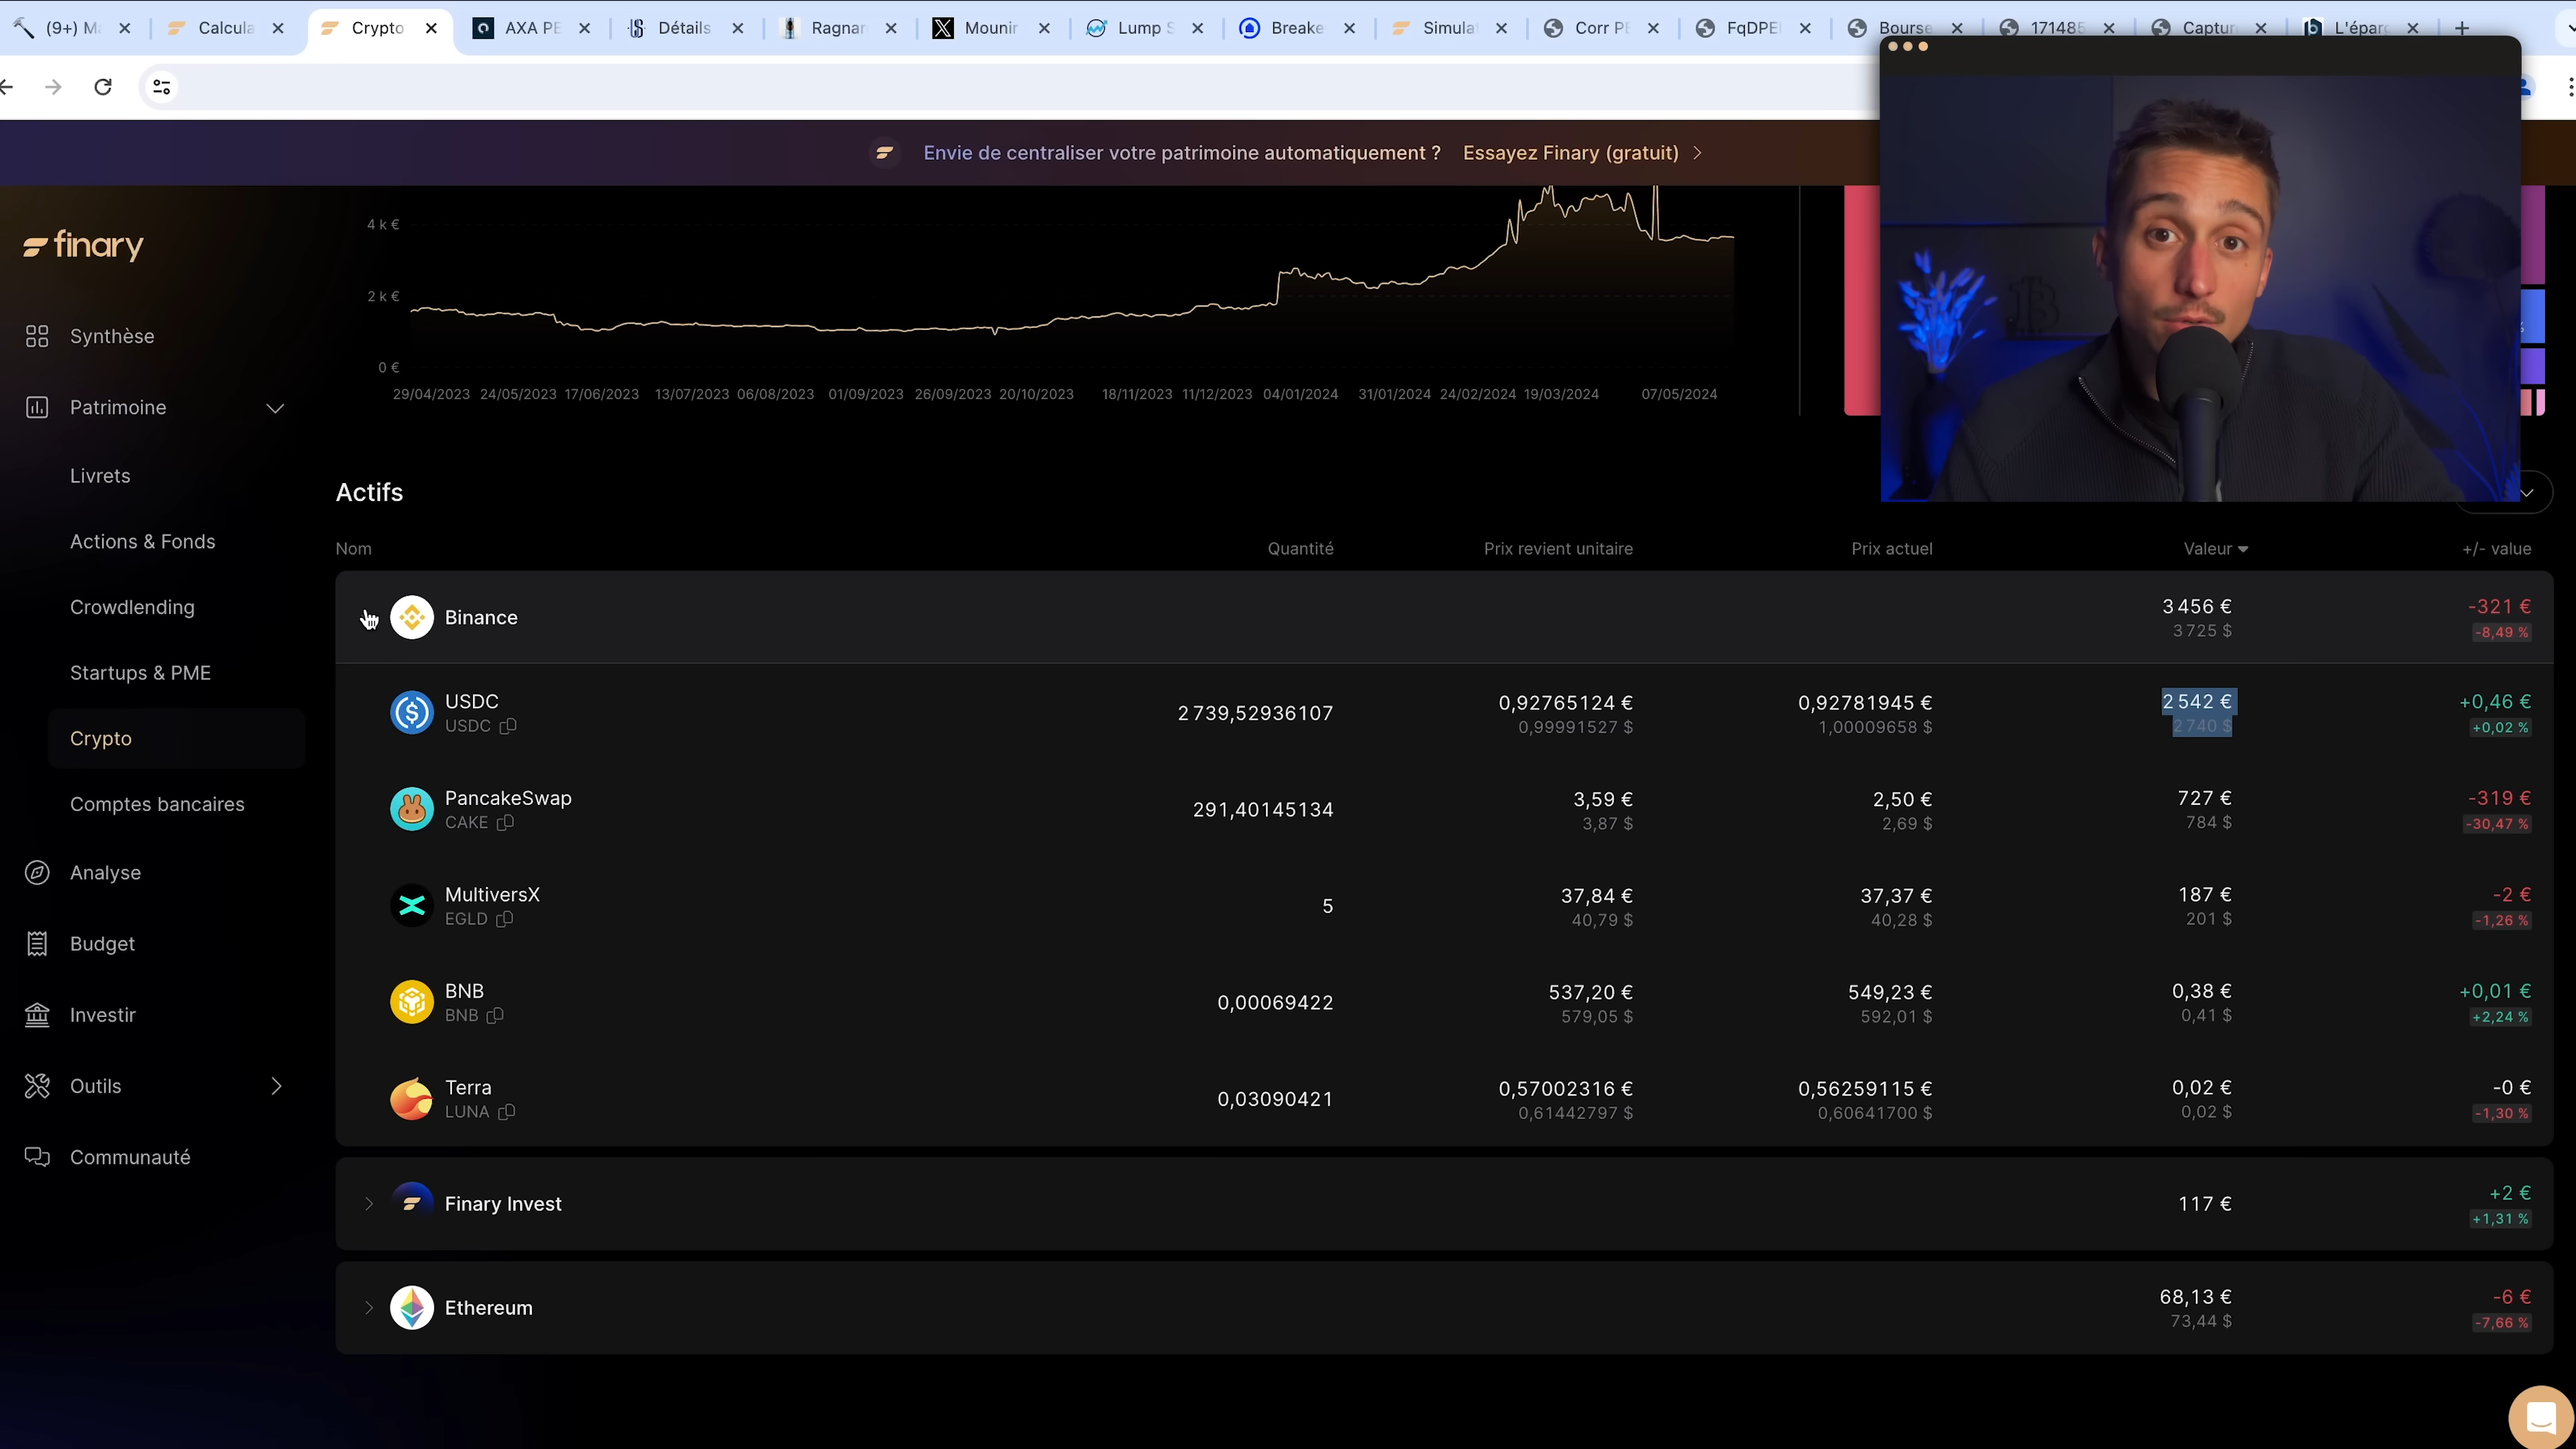 (9+) Ma
Calcula
Crypto
AXA PE
Détails
Ragnar
Mounir
Lump S
Breake
Simulat
Corr PE
FqDPEI
Bourse
171485
Captur
L'éparg
Envie de centraliser votre patrimoine automatiquement ? Essayez Finary (gratuit)
finary
Synthèse
Patrimoine
Livrets
Actions & Fonds
Crowdlending
Startups & PME
Crypto
Comptes bancaires
Analyse
Budget
Investir
Outils
Communauté
4 k €
2 k €
0 €
29/04/2023 24/05/2023 17/06/2023 13/07/2023 06/08/2023 01/09/2023 26/09/2023 20/10/2023 18/11/2023 11/12/2023 04/01/2024 31/01/2024 24/02/2024 19/03/2024 07/05/2024
Actifs
Nom Quantité Prix revient unitaire Prix actuel Valeur +/- value
Binance 3 456 € -321 €
3 725 $ -8,49 %
USDC 2 739,52936107 0,92765124 € 0,92781945 € 2 542 € +0,46 €
USDC 0,99991527 $ 1,00009658 $ 2 740 $ +0,02 %
PancakeSwap 291,40145134 3,59 € 2,50 € 727 € -319 €
CAKE 3,87 $ 2,69 $ 784 $ -30,47 %
MultiversX 5 37,84 € 37,37 € 187 € -2 €
EGLD 40,79 $ 40,28 $ 201 $ -1,26 %
BNB 0,00069422 537,20 € 549,23 € 0,38 € +0,01 €
BNB 579,05 $ 592,01 $ 0,41 $ +2,24 %
Terra 0,03090421 0,57002316 € 0,56259115 € 0,02 € -0 €
LUNA 0,61442797 $ 0,60641700 $ 0,02 $ -1,30 %
Finary Invest 117 € +2 €
+1,31 %
Ethereum 68,13 € -6 €
73,44 $ -7,66 %